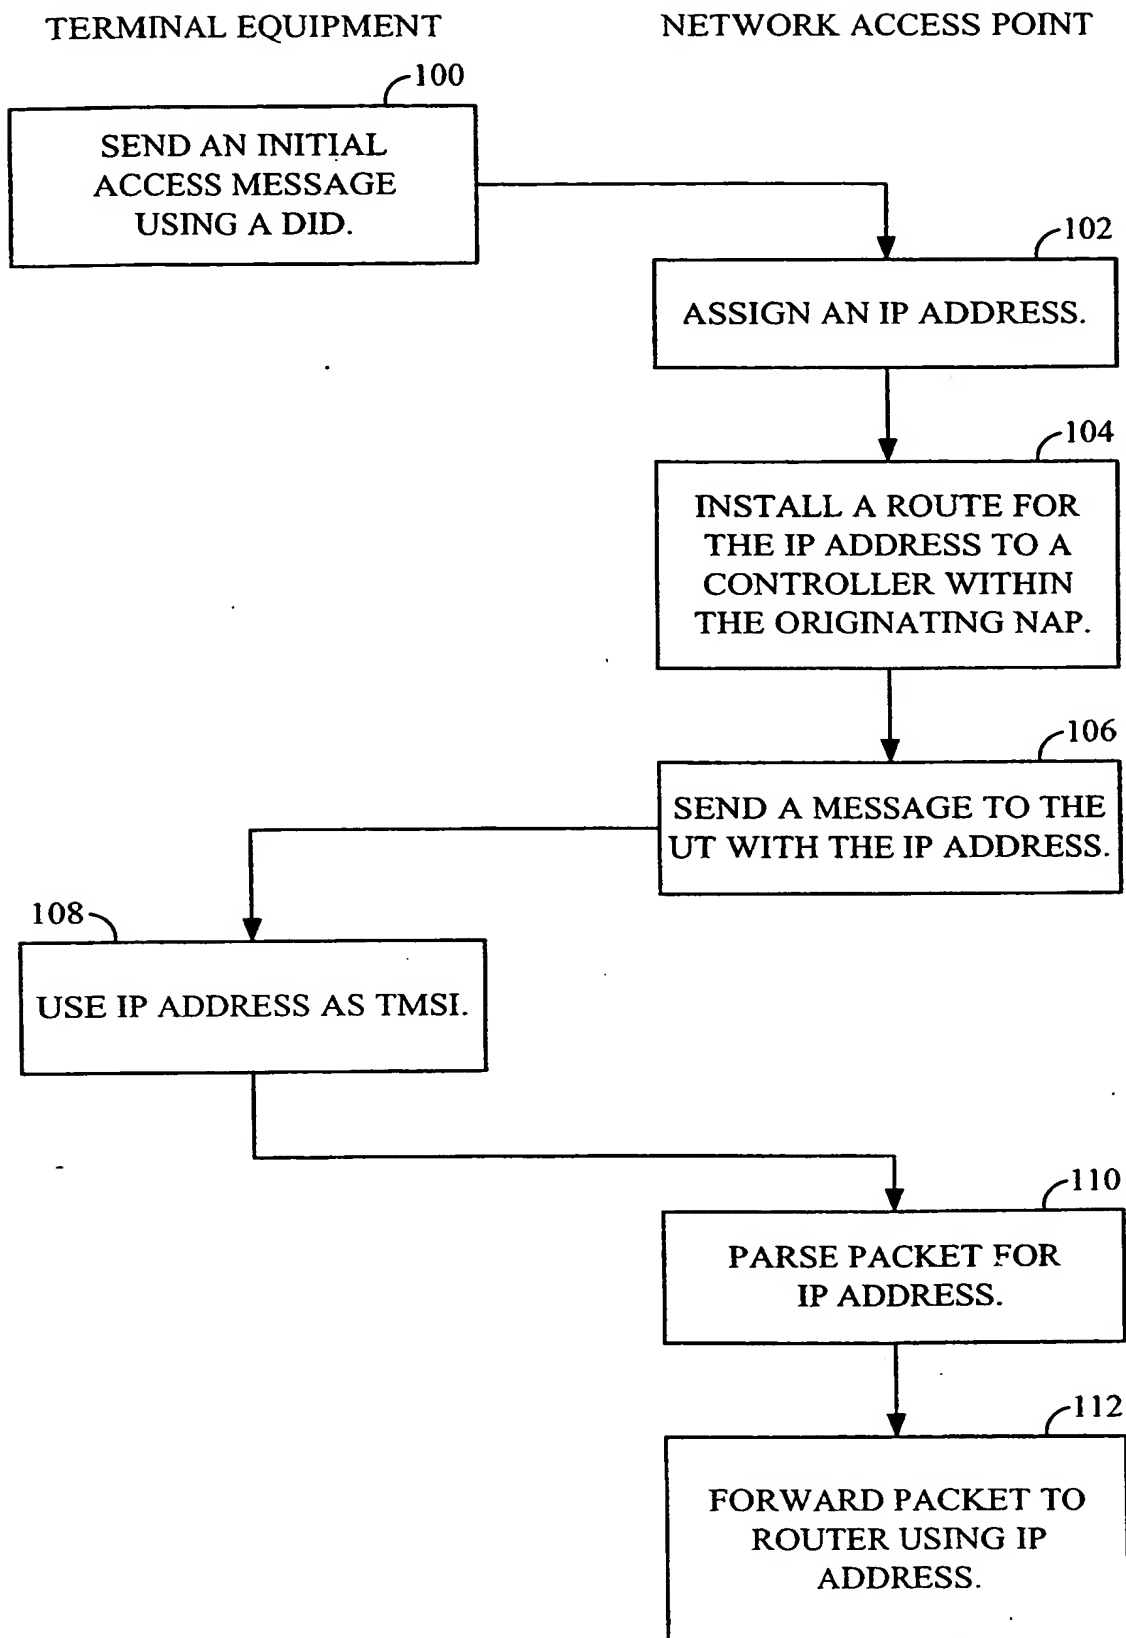 TERMINAL EQUIPMENT
NETWORK ACCESS POINT
100
SEND AN INITIAL
ACCESS MESSAGE
USING A DID.
102
ASSIGN AN IP ADDRESS.
104
INSTALL A ROUTE FOR
THE IP ADDRESS TO A
CONTROLLER WITHIN
THE ORIGINATING NAP.
106
SEND A MESSAGE TO THE
UT WITH THE IP ADDRESS.
108
USE IP ADDRESS AS TMSI.
110
PARSE PACKET FOR
IP ADDRESS.
112
FORWARD PACKET TO
ROUTER USING IP
ADDRESS.